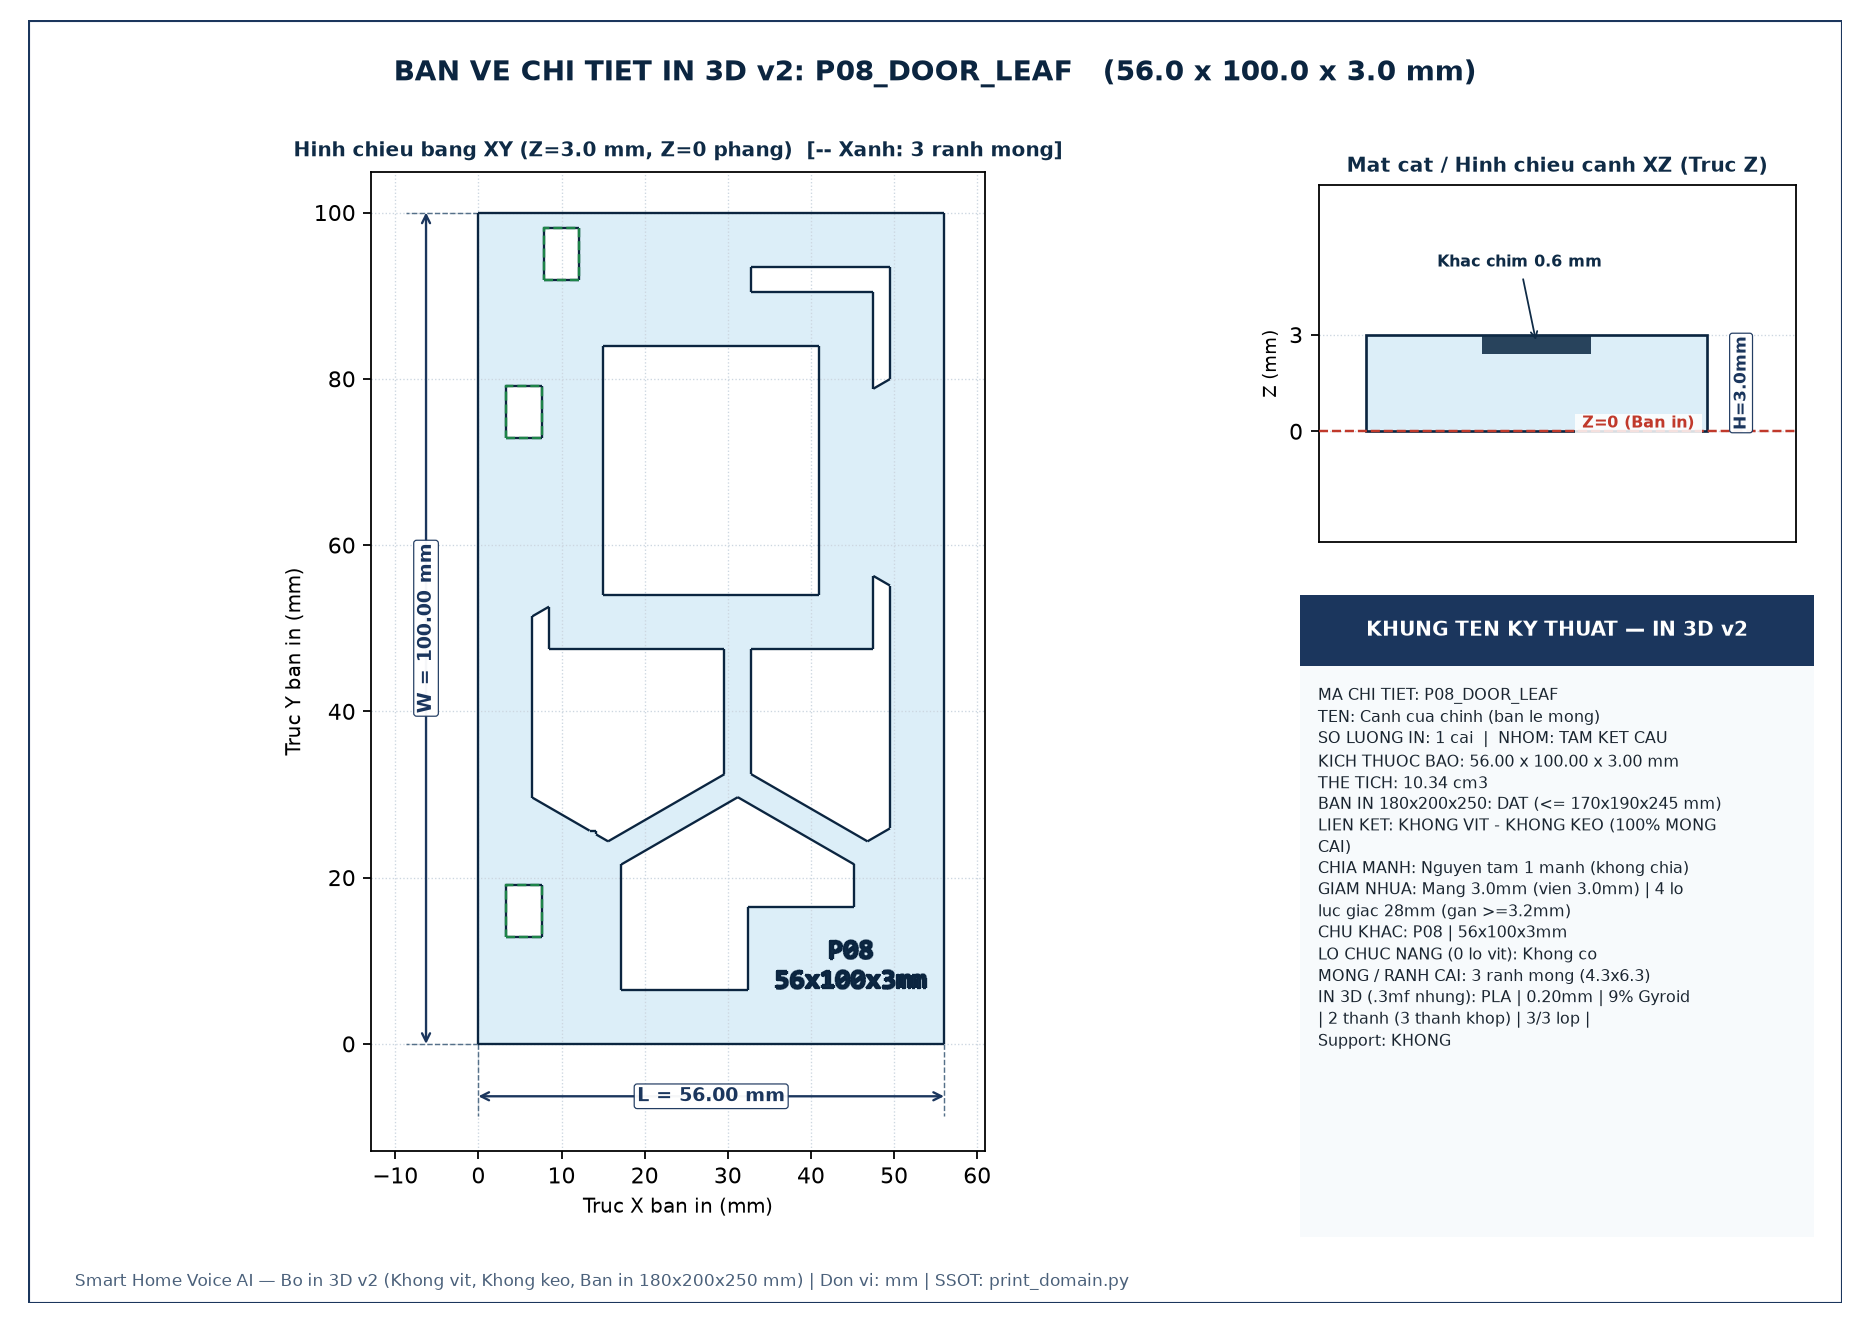 BAN VE CHI TIET IN 3D v2: P08_DOOR_LEAF (56.0 x 100.0 x 3.0 mm)
Hinh chieu bang XY (Z=3.0 mm, Z=0 phang) [-- Xanh: 3 ranh mong]
100
80
60
40
20
0
Truc Y ban in (mm)
W = 100.00 mm
P08
56x100x3mm
L = 56.00 mm
−10 0 10 20 30 40 50 60
Truc X ban in (mm)
Mat cat / Hinh chieu canh XZ (Truc Z)
Khac chim 0.6 mm
3
0
Z (mm)
Z=0 (Ban in)
H=3.0mm
KHUNG TEN KY THUAT — IN 3D v2
MA CHI TIET: P08_DOOR_LEAF
TEN: Canh cua chinh (ban le mong)
SO LUONG IN: 1 cai | NHOM: TAM KET CAU
KICH THUOC BAO: 56.00 x 100.00 x 3.00 mm
THE TICH: 10.34 cm3
BAN IN 180x200x250: DAT (<= 170x190x245 mm)
LIEN KET: KHONG VIT - KHONG KEO (100% MONG
CAI)
CHIA MANH: Nguyen tam 1 manh (khong chia)
GIAM NHUA: Mang 3.0mm (vien 3.0mm) | 4 lo
luc giac 28mm (gan >=3.2mm)
CHU KHAC: P08 | 56x100x3mm
LO CHUC NANG (0 lo vit): Khong co
MONG / RANH CAI: 3 ranh mong (4.3x6.3)
IN 3D (.3mf nhung): PLA | 0.20mm | 9% Gyroid
| 2 thanh (3 thanh khop) | 3/3 lop |
Support: KHONG
Smart Home Voice AI — Bo in 3D v2 (Khong vit, Khong keo, Ban in 180x200x250 mm) | Don vi: mm | SSOT: print_domain.py